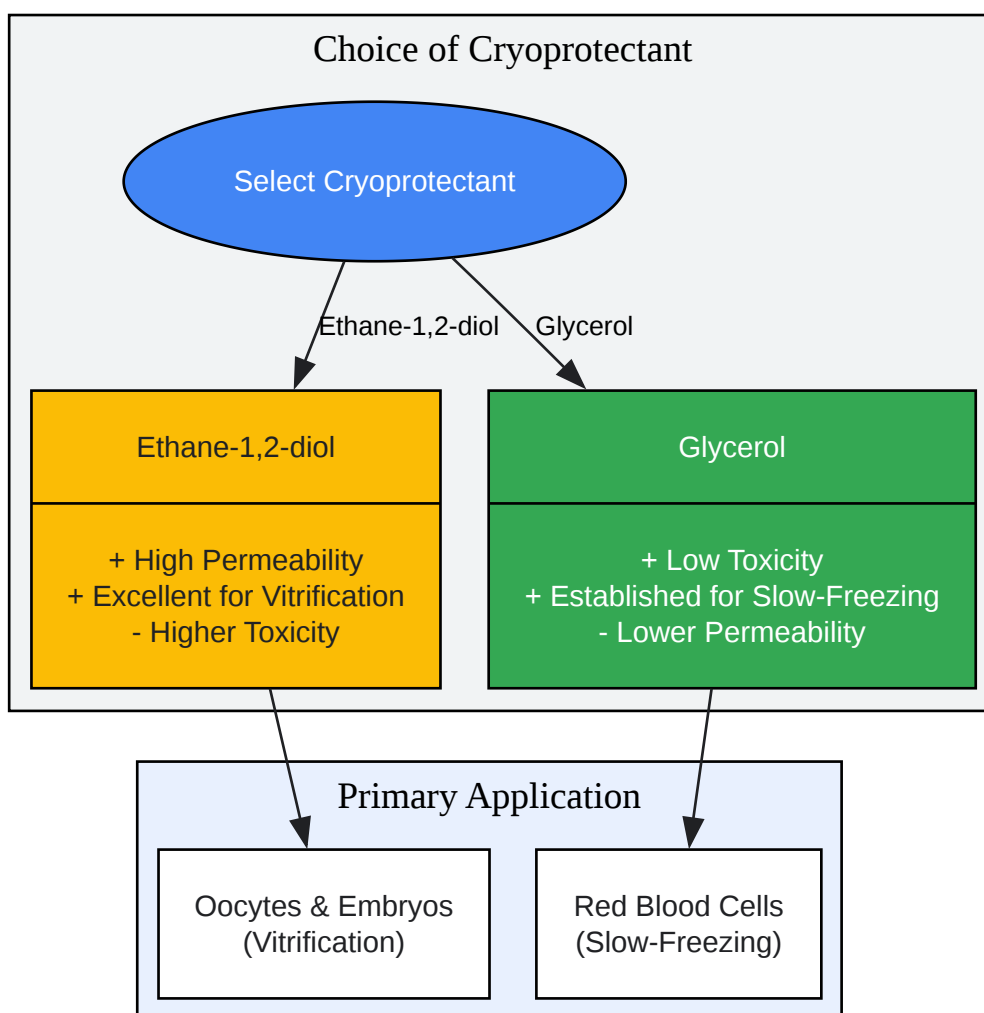 Choice of Cryoprotectant
Select Cryoprotectant
Ethane-1,2-diol
Glycerol
Ethane-1,2-diol
+ High Permeability
+ Excellent for Vitrification
- Higher Toxicity
Glycerol
+ Low Toxicity
+ Established for Slow-Freezing
- Lower Permeability
Primary Application
Oocytes & Embryos
(Vitrification)
Red Blood Cells
(Slow-Freezing)